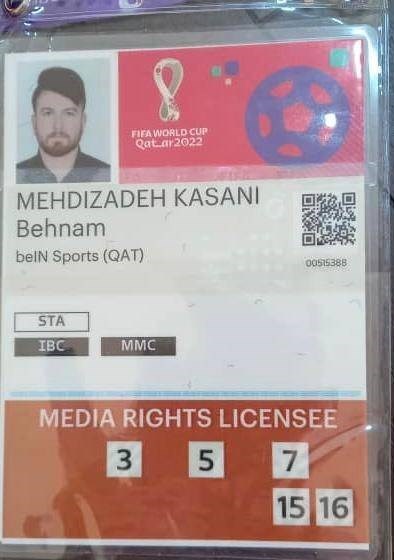 FIFA WORLD CUP
Qatar2022
MEHDIZADEH KASANI
Behnam
beIN Sports (QAT)
00515388
STA
IBC MMC
MEDIA RIGHTS LICENSEE
3 5 7
15 16